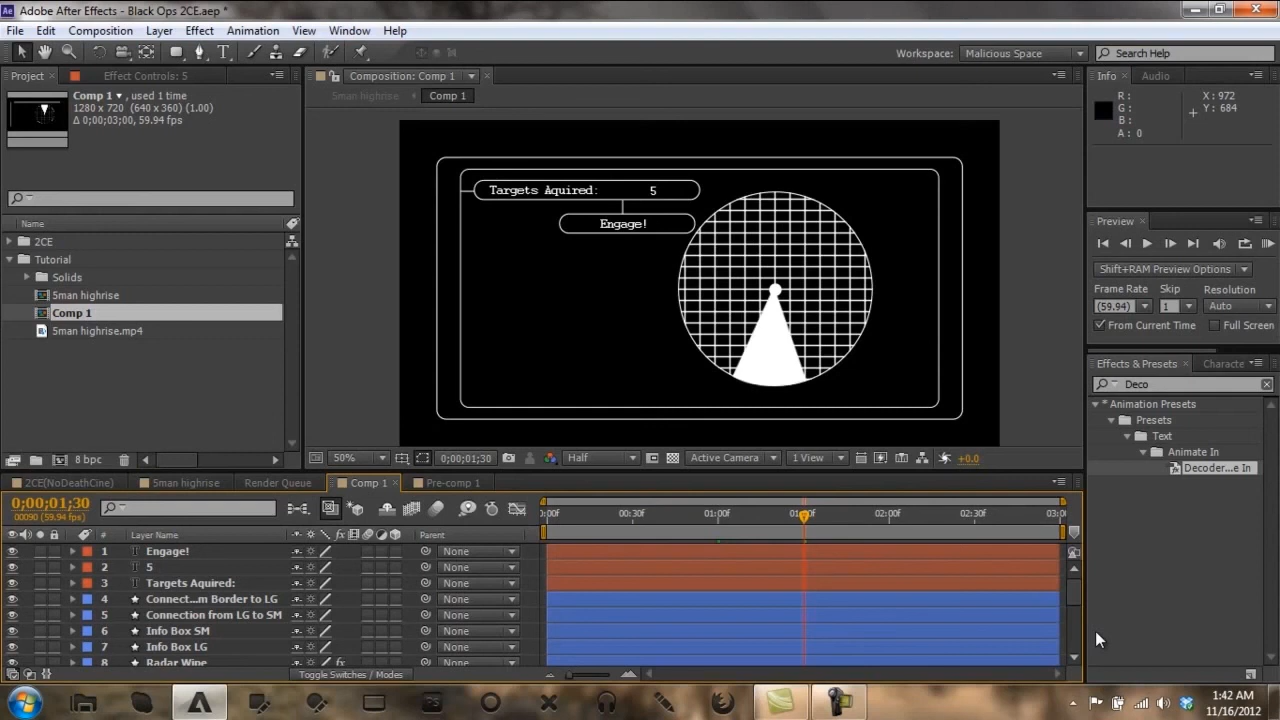 Adobe After Effects - Black Ops 2CE.aep *
File Edit Composition Layer Effect Animation View Window Help
Workspace: Malicious Space Search Help
Project Effect Controls: 5 Composition: Comp 1 Info Audio
Comp 1 , used 1 time
1280 x 720 (640 x 360) (1.00)
Δ 0;00;03;00, 59.94 fps
5man highrise Comp 1
R: X: 972
G: Y: 684
B:
A: 0
Targets Aquired: 5
Engage!
Name
2CE
Tutorial
Solids
5man highrise
Comp 1
5man highrise.mp4
Preview
Shift+RAM Preview Options
Frame Rate Skip Resolution
(59.94) 1 Auto
From Current Time Full Screen
Effects & Presets Characte
Deco
* Animation Presets
Presets
Text
Animate In
Decoder...e In
8 bpc
50% 0;00;01;30 Half Active Camera 1 View +0.0
2CE(NoDeathCine) 5man highrise Render Queue Comp 1 Pre-comp 1
0;00;01;30
00090 (59.94 fps)
00:30F 01:00F 02:00F 02:30F
# Layer Name Parent
1 T Engage! None
2 T 5 None
3 T Targets Aquired: None
4 Connect...m Border to LG None
5 Connection from LG to SM None
6 Info Box SM None
7 Info Box LG None
8 Radar Wipe None
fx
Toggle Switches / Modes
1:42 AM
11/16/2012